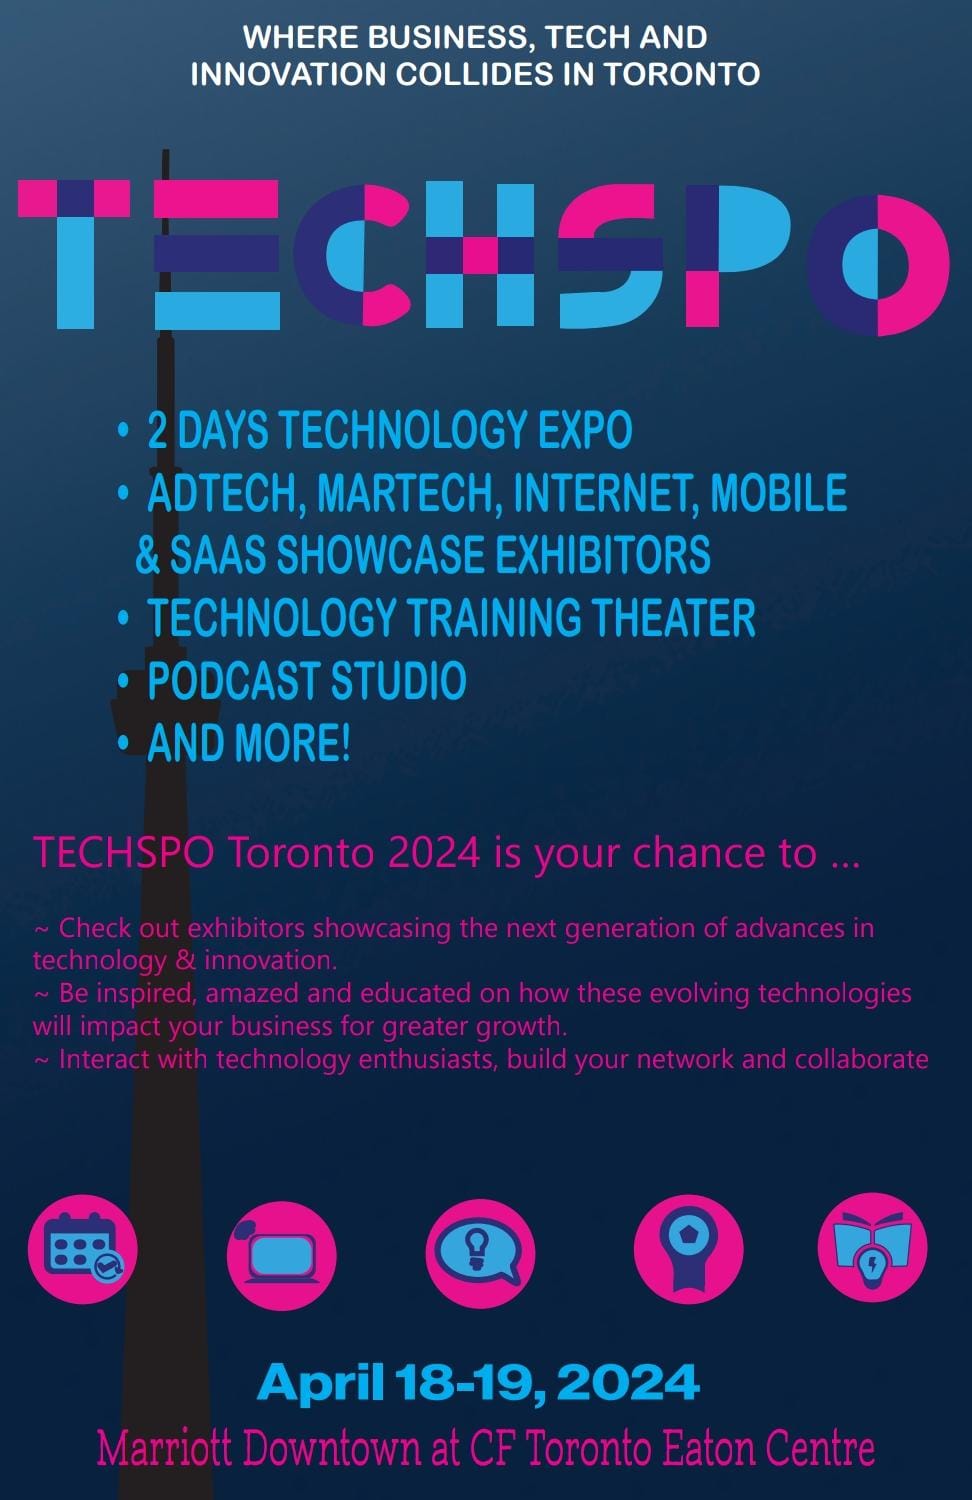 WHERE BUSINESS, TECH AND
INNOVATION COLLIDES IN TORONTO
TECHSPO
• 2 DAYS TECHNOLOGY EXPO
• ADTECH, MARTECH, INTERNET, MOBILE
& SAAS SHOWCASE EXHIBITORS
• TECHNOLOGY TRAINING THEATER
• PODCAST STUDIO
• AND MORE!
TECHSPO Toronto 2024 is your chance to ...
~ Check out exhibitors showcasing the next generation of advances in
technology & innovation.
~ Be inspired, amazed and educated on how these evolving technologies
will impact your business for greater growth.
~ Interact with technology enthusiasts, build your network and collaborate
April 18-19, 2024
Marriott Downtown at CF Toronto Eaton Centre